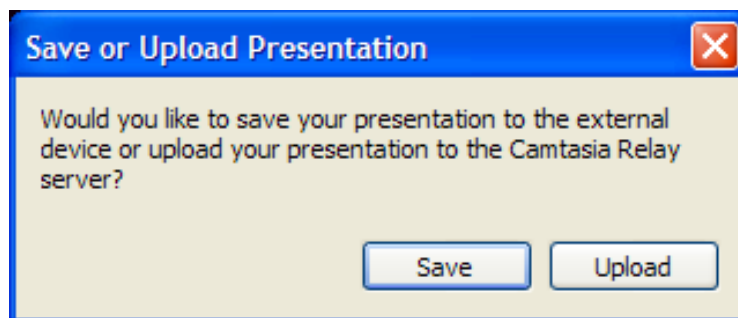 Save or Upload Presentation
Would you like to save your presentation to the external
device or upload your presentation to the Camtasia Relay
server?
Save
Upload